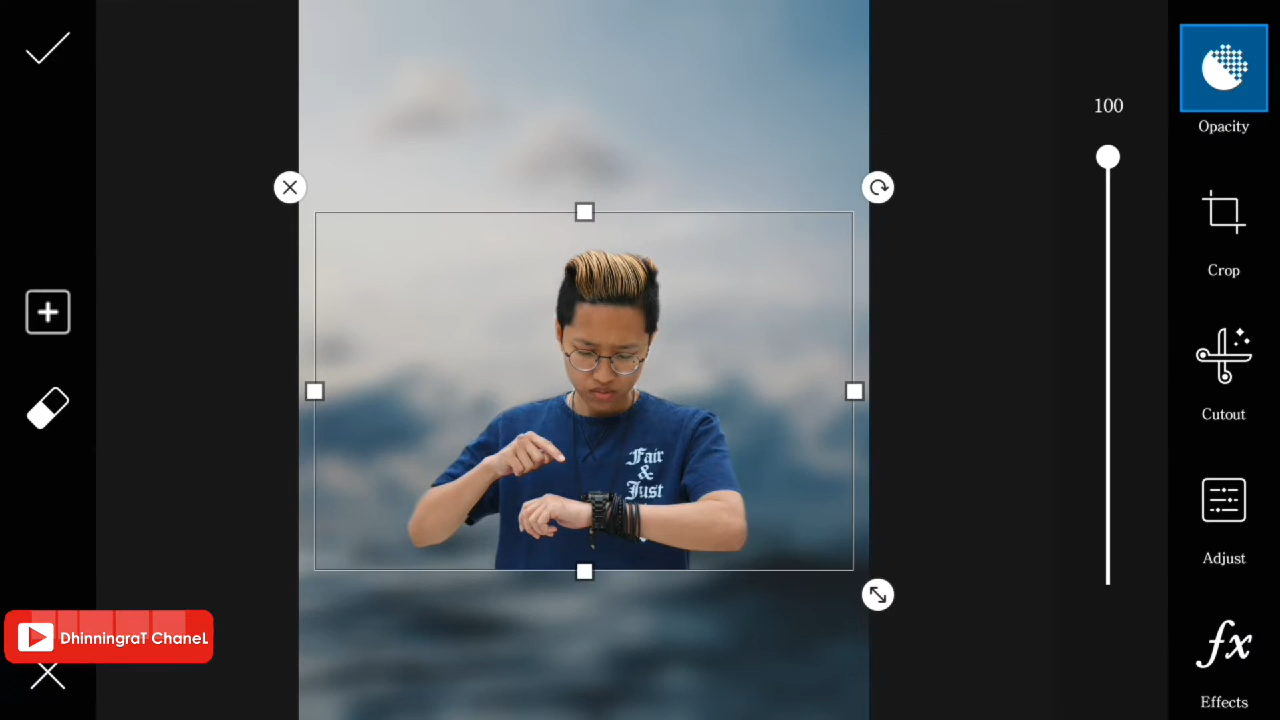 100
Opacity
Crop
Cutout
Adjust
fx
Effects
Fair
&
Just
DhinningraT ChaneL